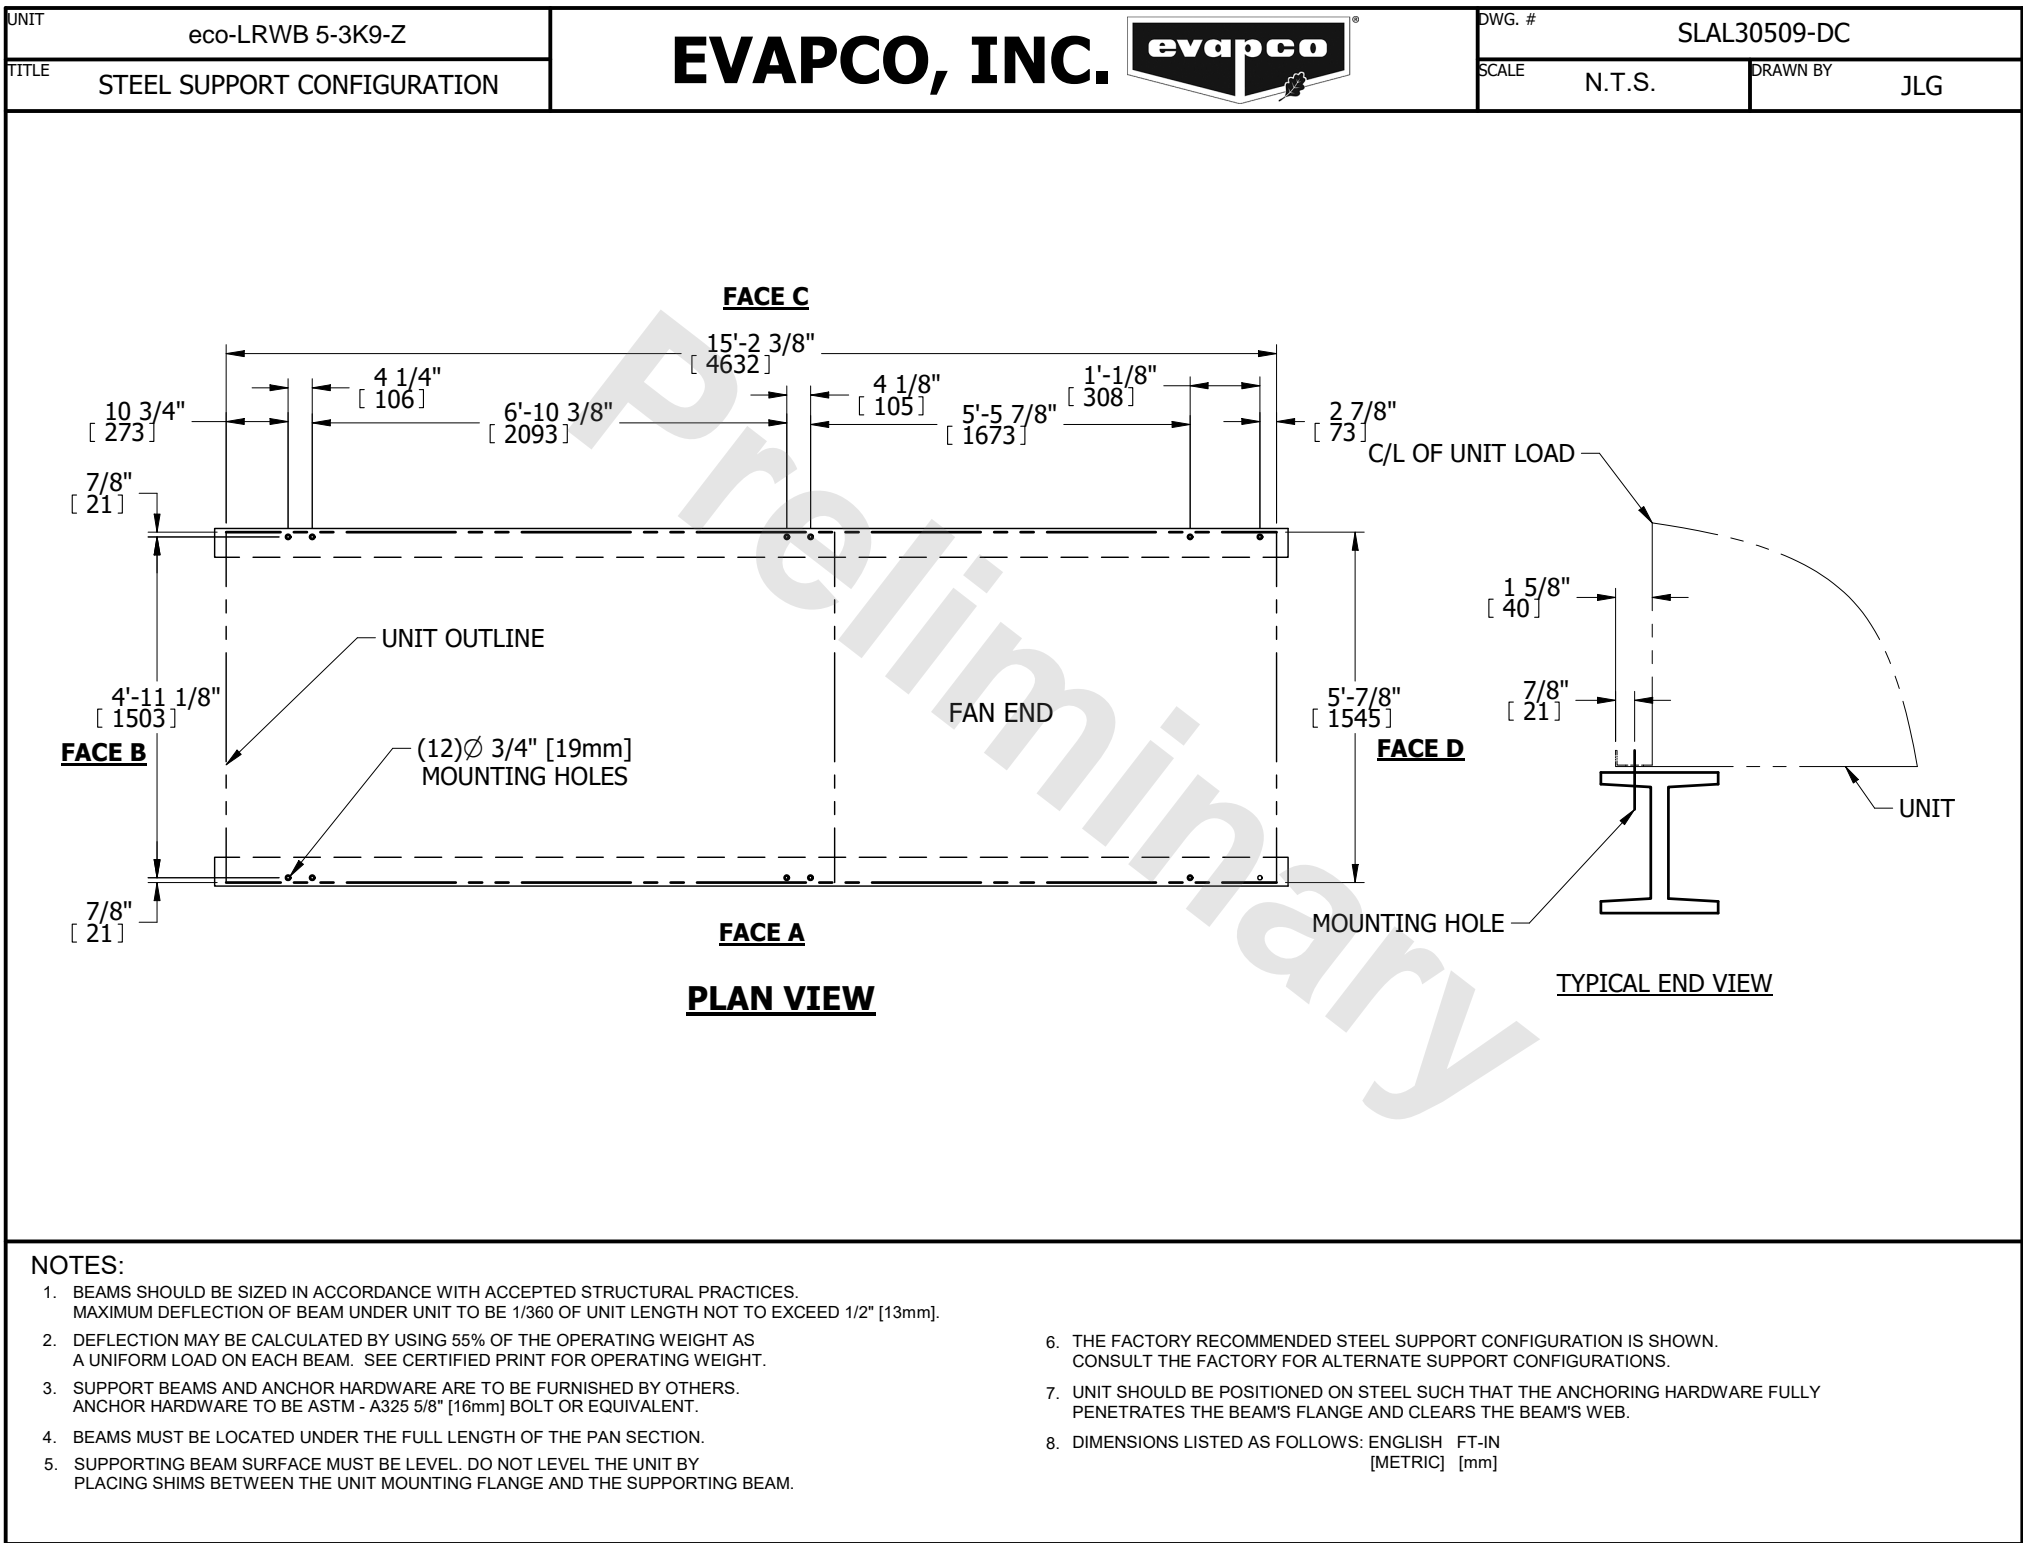 UNIT
eco-LRWB 5-3K9-Z
TITLE
STEEL SUPPORT CONFIGURATION
EVAPCO, INC.
evapco
®
DWG. #
SLAL30509-DC
SCALE
N.T.S.
DRAWN BY
JLG
FACE C
15'-2 3/8"
[ 4632]
4 1/4"
[ 106]
4 1/8"
[ 105]
1'-1/8"
[ 308]
10 3/4"
[ 273]
6'-10 3/8"
[ 2093]
5'-5 7/8"
[ 1673]
2 7/8"
[ 73]
C/L OF UNIT LOAD
7/8"
[ 21]
1 5/8"
[ 40]
UNIT OUTLINE
4'-11 1/8"
[ 1503]
FAN END
5'-7/8"
[ 1545]
7/8"
[ 21]
FACE B
(12)Ø 3/4" [19mm]
MOUNTING HOLES
FACE D
UNIT
7/8"
[ 21]
FACE A
MOUNTING HOLE
PLAN VIEW
TYPICAL END VIEW
Preliminary
NOTES:
1. BEAMS SHOULD BE SIZED IN ACCORDANCE WITH ACCEPTED STRUCTURAL PRACTICES.
MAXIMUM DEFLECTION OF BEAM UNDER UNIT TO BE 1/360 OF UNIT LENGTH NOT TO EXCEED 1/2" [13mm].
2. DEFLECTION MAY BE CALCULATED BY USING 55% OF THE OPERATING WEIGHT AS
A UNIFORM LOAD ON EACH BEAM. SEE CERTIFIED PRINT FOR OPERATING WEIGHT.
3. SUPPORT BEAMS AND ANCHOR HARDWARE ARE TO BE FURNISHED BY OTHERS.
ANCHOR HARDWARE TO BE ASTM - A325 5/8" [16mm] BOLT OR EQUIVALENT.
4. BEAMS MUST BE LOCATED UNDER THE FULL LENGTH OF THE PAN SECTION.
5. SUPPORTING BEAM SURFACE MUST BE LEVEL. DO NOT LEVEL THE UNIT BY
PLACING SHIMS BETWEEN THE UNIT MOUNTING FLANGE AND THE SUPPORTING BEAM.
6. THE FACTORY RECOMMENDED STEEL SUPPORT CONFIGURATION IS SHOWN.
CONSULT THE FACTORY FOR ALTERNATE SUPPORT CONFIGURATIONS.
7. UNIT SHOULD BE POSITIONED ON STEEL SUCH THAT THE ANCHORING HARDWARE FULLY
PENETRATES THE BEAM'S FLANGE AND CLEARS THE BEAM'S WEB.
8. DIMENSIONS LISTED AS FOLLOWS: ENGLISH FT-IN
[METRIC] [mm]